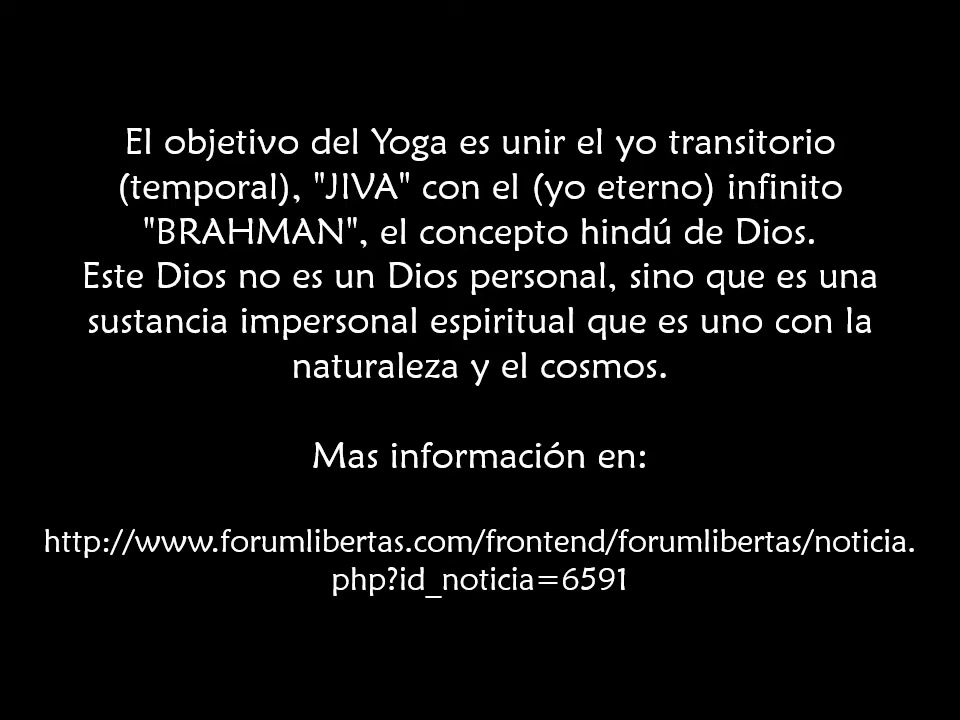 El objetivo del Yoga es unir el yo transitorio
(temporal), "JIVA" con el (yo eterno) infinito
"BRAHMAN", el concepto hindú de Dios.
Este Dios no es un Dios personal, sino que es una
sustancia impersonal espiritual que es uno con la
naturaleza y el cosmos.
Mas información en:
http://www.forumlibertas.com/frontend/forumlibertas/noticia.
php?id_noticia=6591